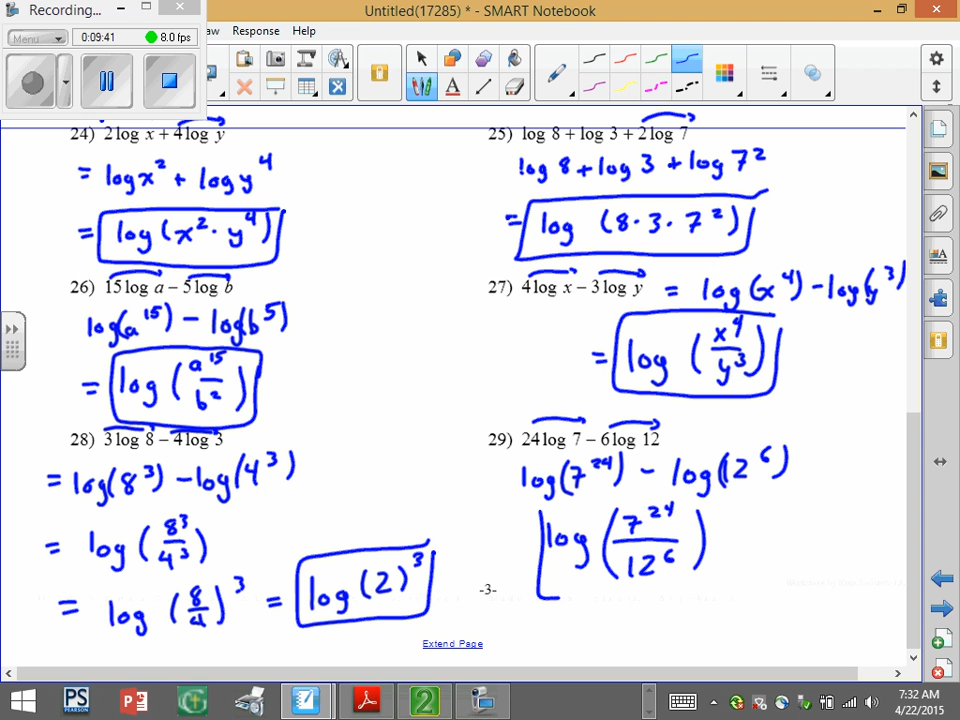 Recording...
Untitled(17285) * - SMART Notebook
Menu
0:09:41
8.0 fps
aw Response Help
24) 2 log x + 4 log y
= log x² + log y⁴
= log (x² · y⁴)
25) log 8 + log 3 + 2 log 7
log 8 + log 3 + log 7²
= log (8 · 3 · 7²)
26) 15 log a − 5 log b
log(a¹⁵) − log(b⁵)
= log (a¹⁵/b²)
27) 4 log x − 3 log y = log(x⁴) − log(y³)
= log (x⁴/y³)
28) 3 log 8 − 4 log 3
= log(8³) − log(4³)
= log (8³/4³)
= log (8/4)³ = log (2)³
29) 24 log 7 − 6 log 12
log(7²⁴) − log(12⁶)
log (7²⁴/12⁶)
-3-
Extend Page
PS
PEARSON
P
2
7:32 AM
4/22/2015